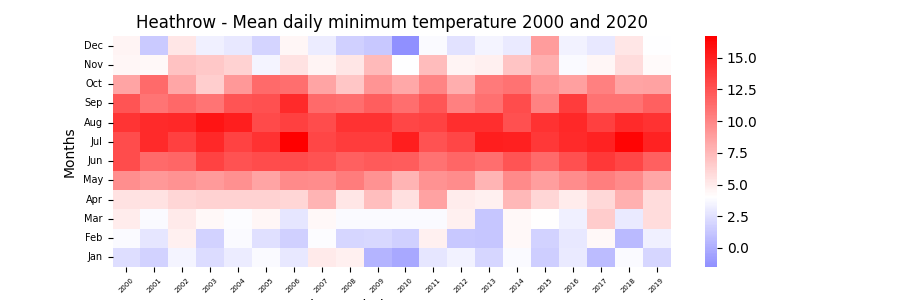 Heathrow - Mean daily minimum temperature 2000 and 2020
Months
Dec
Nov
Oct
Sep
Aug
Jul
Jun
May
Apr
Mar
Feb
Jan
2000 2001 2002 2003 2004 2005 2006 2007 2008 2009 2010 2011 2012 2013 2014 2015 2016 2017 2018 2019
15.0
12.5
10.0
7.5
5.0
2.5
0.0